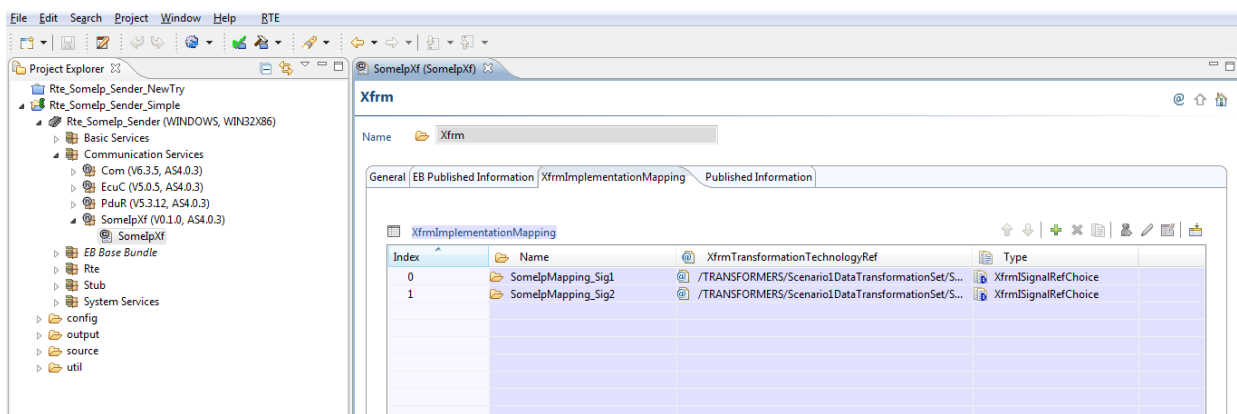 File Edit Search Project Window Help RTE
Project Explorer
Rte_SomeIp_Sender_NewTry
Rte_SomeIp_Sender_Simple
Rte_SomeIp_Sender (WINDOWS, WIN32X86)
Basic Services
Communication Services
Com (V6.3.5, AS4.0.3)
EcuC (V5.0.5, AS4.0.3)
PduR (V5.3.12, AS4.0.3)
SomeIpXf (V0.1.0, AS4.0.3)
SomeIpXf
EB Base Bundle
Rte
Stub
System Services
config
output
source
util
SomeIpXf (SomeIpXf)
Xfrm
Name Xfrm
General EB Published Information XfrmImplementationMapping Published Information
XfrmImplementationMapping
Index Name XfrmTransformationTechnologyRef Type
0 SomeIpMapping_Sig1 /TRANSFORMERS/Scenario1DataTransformationSet/S... XfrmISignalRefChoice
1 SomeIpMapping_Sig2 /TRANSFORMERS/Scenario1DataTransformationSet/S... XfrmISignalRefChoice